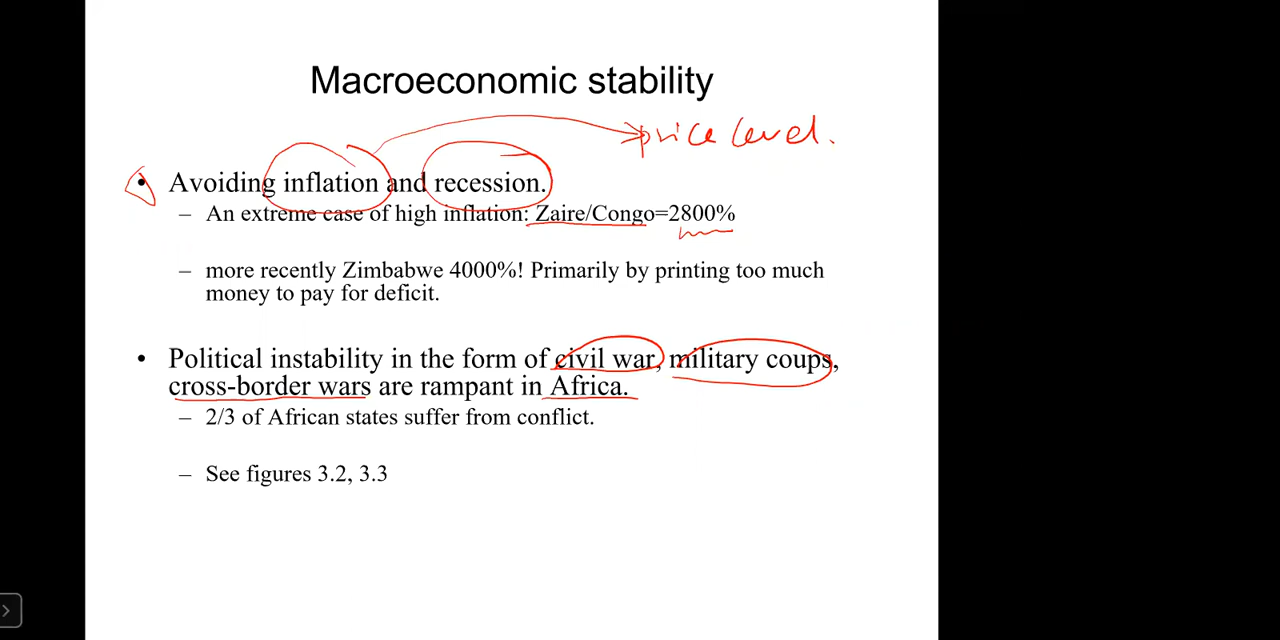 Macroeconomic stability
price level.
• Avoiding inflation and recession.
– An extreme case of high inflation: Zaire/Congo=2800%
– more recently Zimbabwe 4000%! Primarily by printing too much
money to pay for deficit.
• Political instability in the form of civil war, military coups,
cross-border wars are rampant in Africa.
– 2/3 of African states suffer from conflict.
– See figures 3.2, 3.3